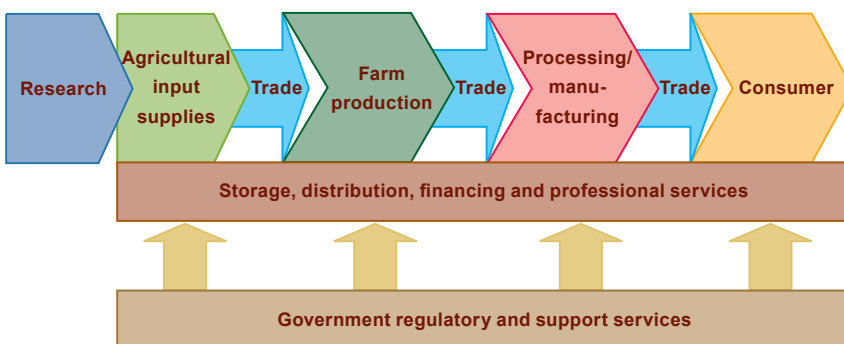 Research
Agricultural
input
supplies
Trade
Farm
production
Trade
Processing/
manu-
facturing
Trade
Consumer
Storage, distribution, financing and professional services
Government regulatory and support services